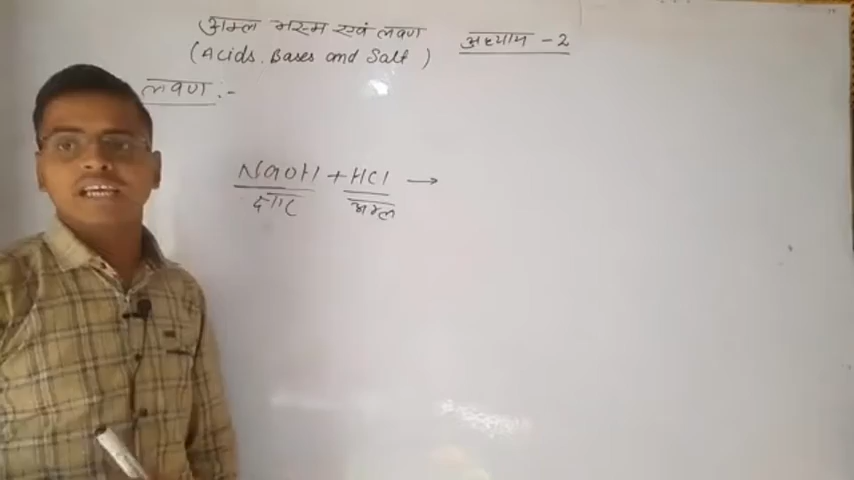 अम्ल भस्म एवं लवण
(Acids, Bases and Salt) अध्याय - 2
लवण :-
NaOH + HCl →
क्षार अम्ल